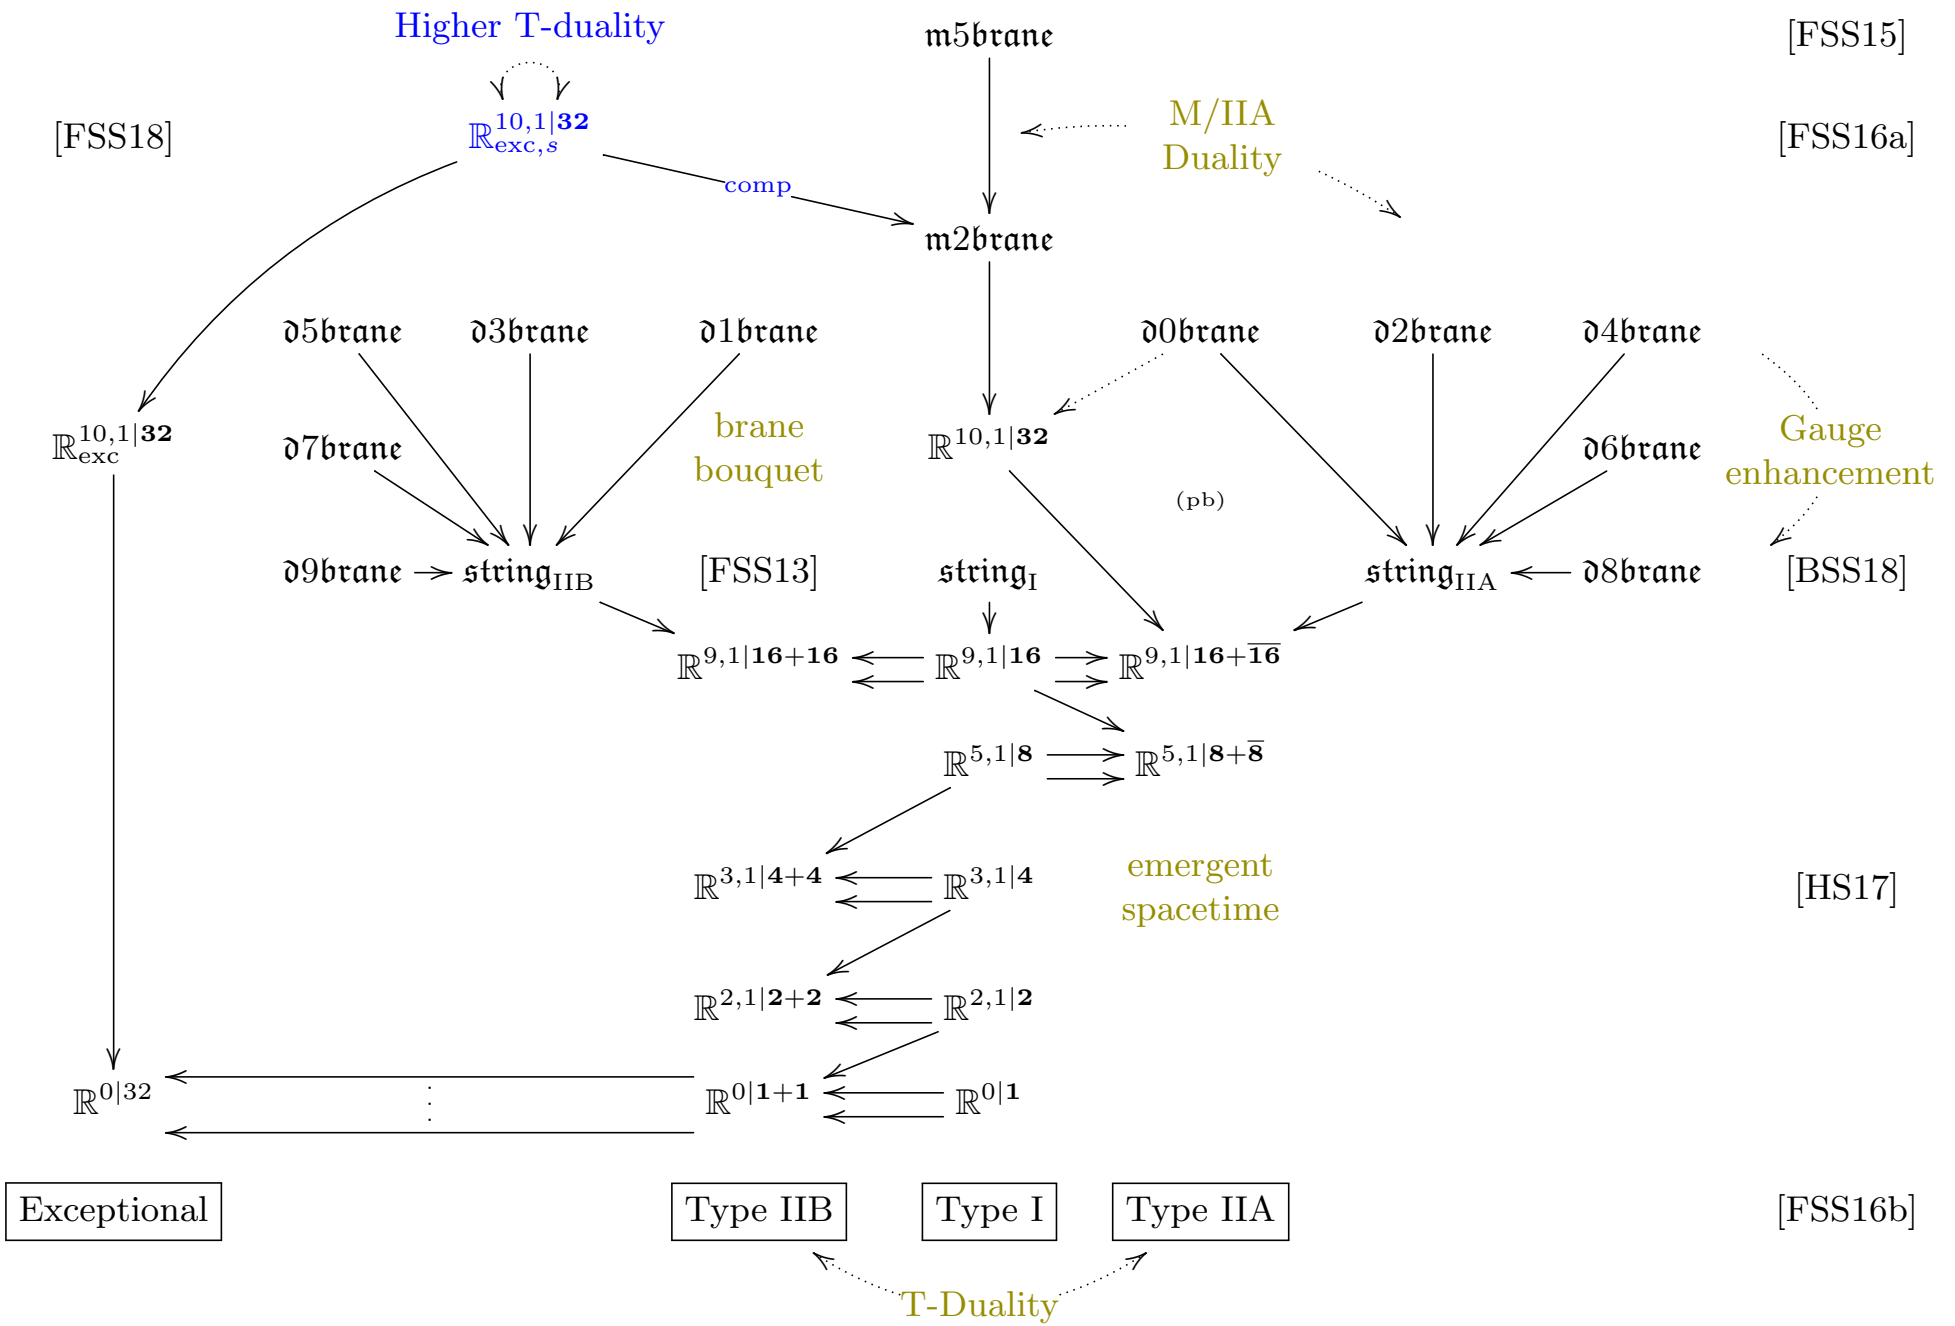 Higher T-duality
𝔪5𝔟𝔯𝔞𝔫𝔢
[FSS15]
[FSS18]
ℝ^{10,1|𝟑𝟐}_{exc,s}
M/IIA
Duality
[FSS16a]
comp
𝔪2𝔟𝔯𝔞𝔫𝔢
𝔡5𝔟𝔯𝔞𝔫𝔢 𝔡3𝔟𝔯𝔞𝔫𝔢 𝔡1𝔟𝔯𝔞𝔫𝔢 𝔡0𝔟𝔯𝔞𝔫𝔢 𝔡2𝔟𝔯𝔞𝔫𝔢 𝔡4𝔟𝔯𝔞𝔫𝔢
ℝ^{10,1|𝟑𝟐}_{exc}
𝔡7𝔟𝔯𝔞𝔫𝔢
brane
bouquet
ℝ^{10,1|𝟑𝟐}
𝔡6𝔟𝔯𝔞𝔫𝔢
Gauge
enhancement
(pb)
𝔡9𝔟𝔯𝔞𝔫𝔢 𝔰𝔱𝔯𝔦𝔫𝔤_{IIB} [FSS13] 𝔰𝔱𝔯𝔦𝔫𝔤_I 𝔰𝔱𝔯𝔦𝔫𝔤_{IIA} 𝔡8𝔟𝔯𝔞𝔫𝔢 [BSS18]
ℝ^{9,1|𝟏𝟔+𝟏𝟔} ℝ^{9,1|𝟏𝟔} ℝ^{9,1|𝟏𝟔+\overline{𝟏𝟔}}
ℝ^{5,1|𝟖} ℝ^{5,1|𝟖+\overline{𝟖}}
ℝ^{3,1|𝟒+𝟒} ℝ^{3,1|𝟒}
emergent
spacetime
[HS17]
ℝ^{2,1|𝟐+𝟐} ℝ^{2,1|𝟐}
ℝ^{0|32} ⋮ ℝ^{0|𝟏+𝟏} ℝ^{0|𝟏}
Exceptional Type IIB Type I Type IIA [FSS16b]
T-Duality